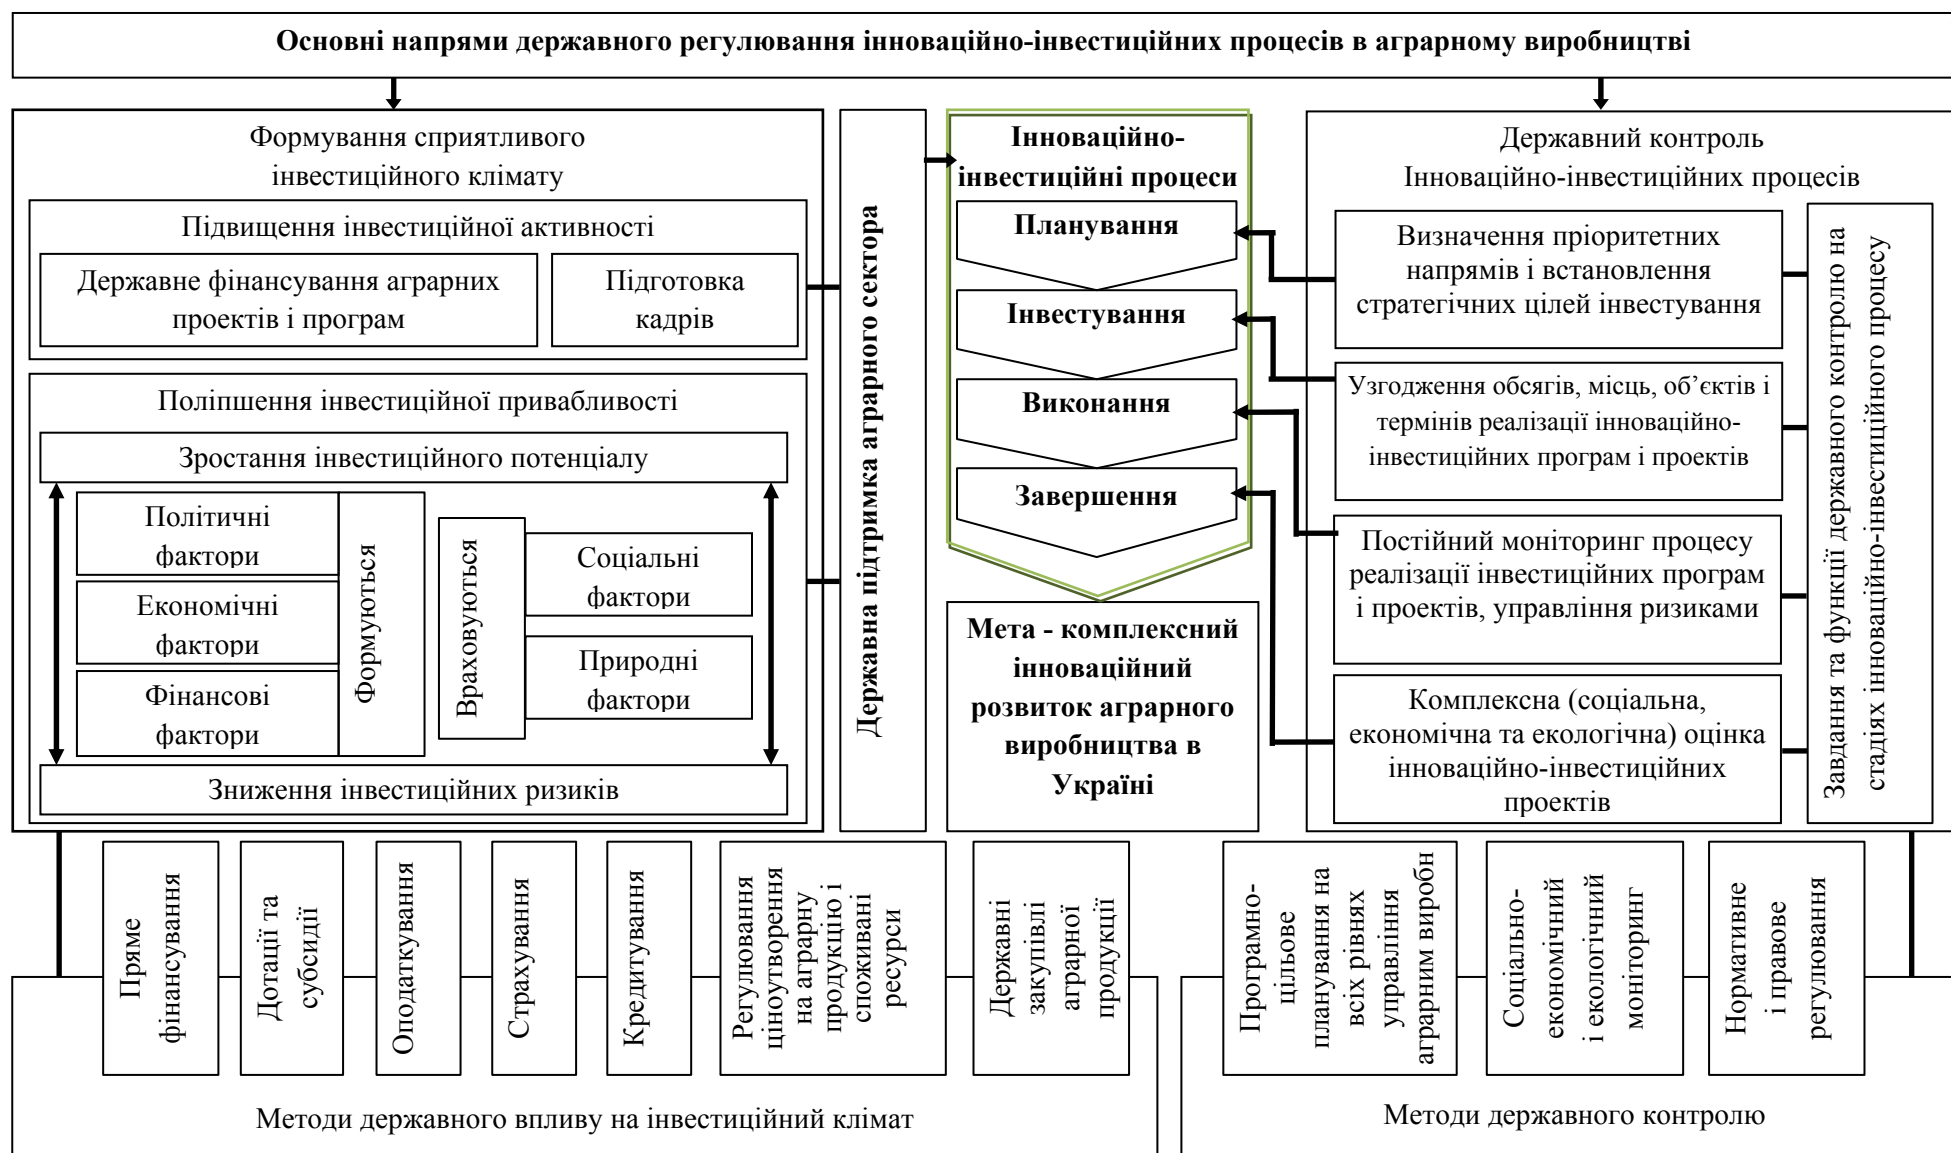 Основні напрями державного регулювання інноваційно-інвестиційних процесів в аграрному виробництві
Формування сприятливого
інвестиційного клімату
Підвищення інвестиційної активності
Державне фінансування аграрних
проектів і програм
Підготовка
кадрів
Поліпшення інвестиційної привабливості
Зростання інвестиційного потенціалу
Політичні
фактори
Економічні
фактори
Фінансові
фактори
Формуються
Враховуються
Соціальні
фактори
Природні
фактори
Зниження інвестиційних ризиків
Державна підтримка аграрного сектора
Інноваційно-
інвестиційні процеси
Планування
Інвестування
Виконання
Завершення
Мета - комплексний
інноваційний
розвиток аграрного
виробництва в
Україні
Державний контроль
Інноваційно-інвестиційних процесів
Визначення пріоритетних
напрямів і встановлення
стратегічних цілей інвестування
Узгодження обсягів, місць, об’єктів і
термінів реалізації інноваційно-
інвестиційних програм і проектів
Постійний моніторинг процесу
реалізації інвестиційних програм
і проектів, управління ризиками
Комплексна (соціальна,
економічна та екологічна) оцінка
інноваційно-інвестиційних
проектів
Завдання та функції державного контролю на
стадіях інноваційно-інвестиційного процесу
Пряме
фінансування
Дотації та
субсидії
Оподаткування
Страхування
Кредитування
Регулювання
ціноутворення
на аграрну
продукцію і
споживані
ресурси
Державні
закупівлі
аграрної
продукції
Методи державного впливу на інвестиційний клімат
Програмно-
цільове
планування на
всіх рівнях
управління
аграрним виробн
Соціально-
економічний
і екологічний
моніторинг
Нормативне
і правове
регулювання
Методи державного контролю